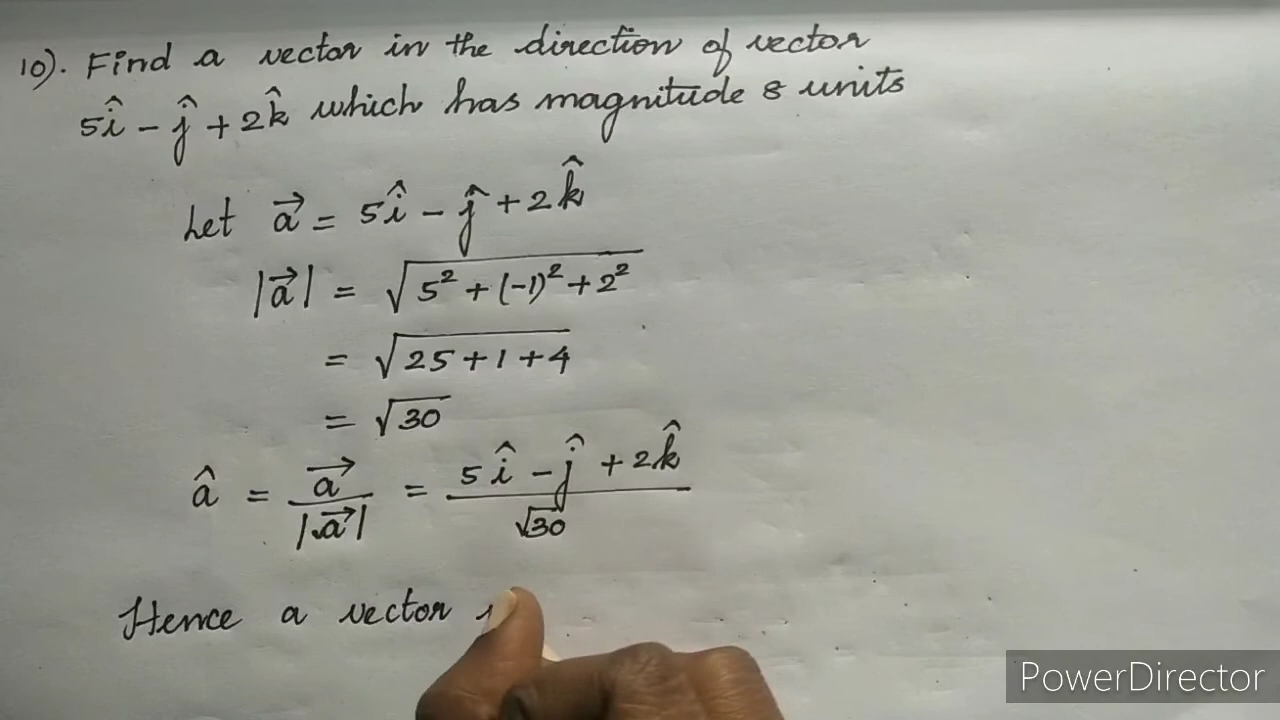 10). Find a vector in the direction of vector
5î - ĵ + 2k̂ which has magnitude 8 units
Let a⃗ = 5î - ĵ + 2k̂
|a⃗| = √(5² + (-1)² + 2²)
= √(25 + 1 + 4)
= √30
â = a⃗/|a⃗| = (5î - ĵ + 2k̂)/√30
Hence a vector
PowerDirector